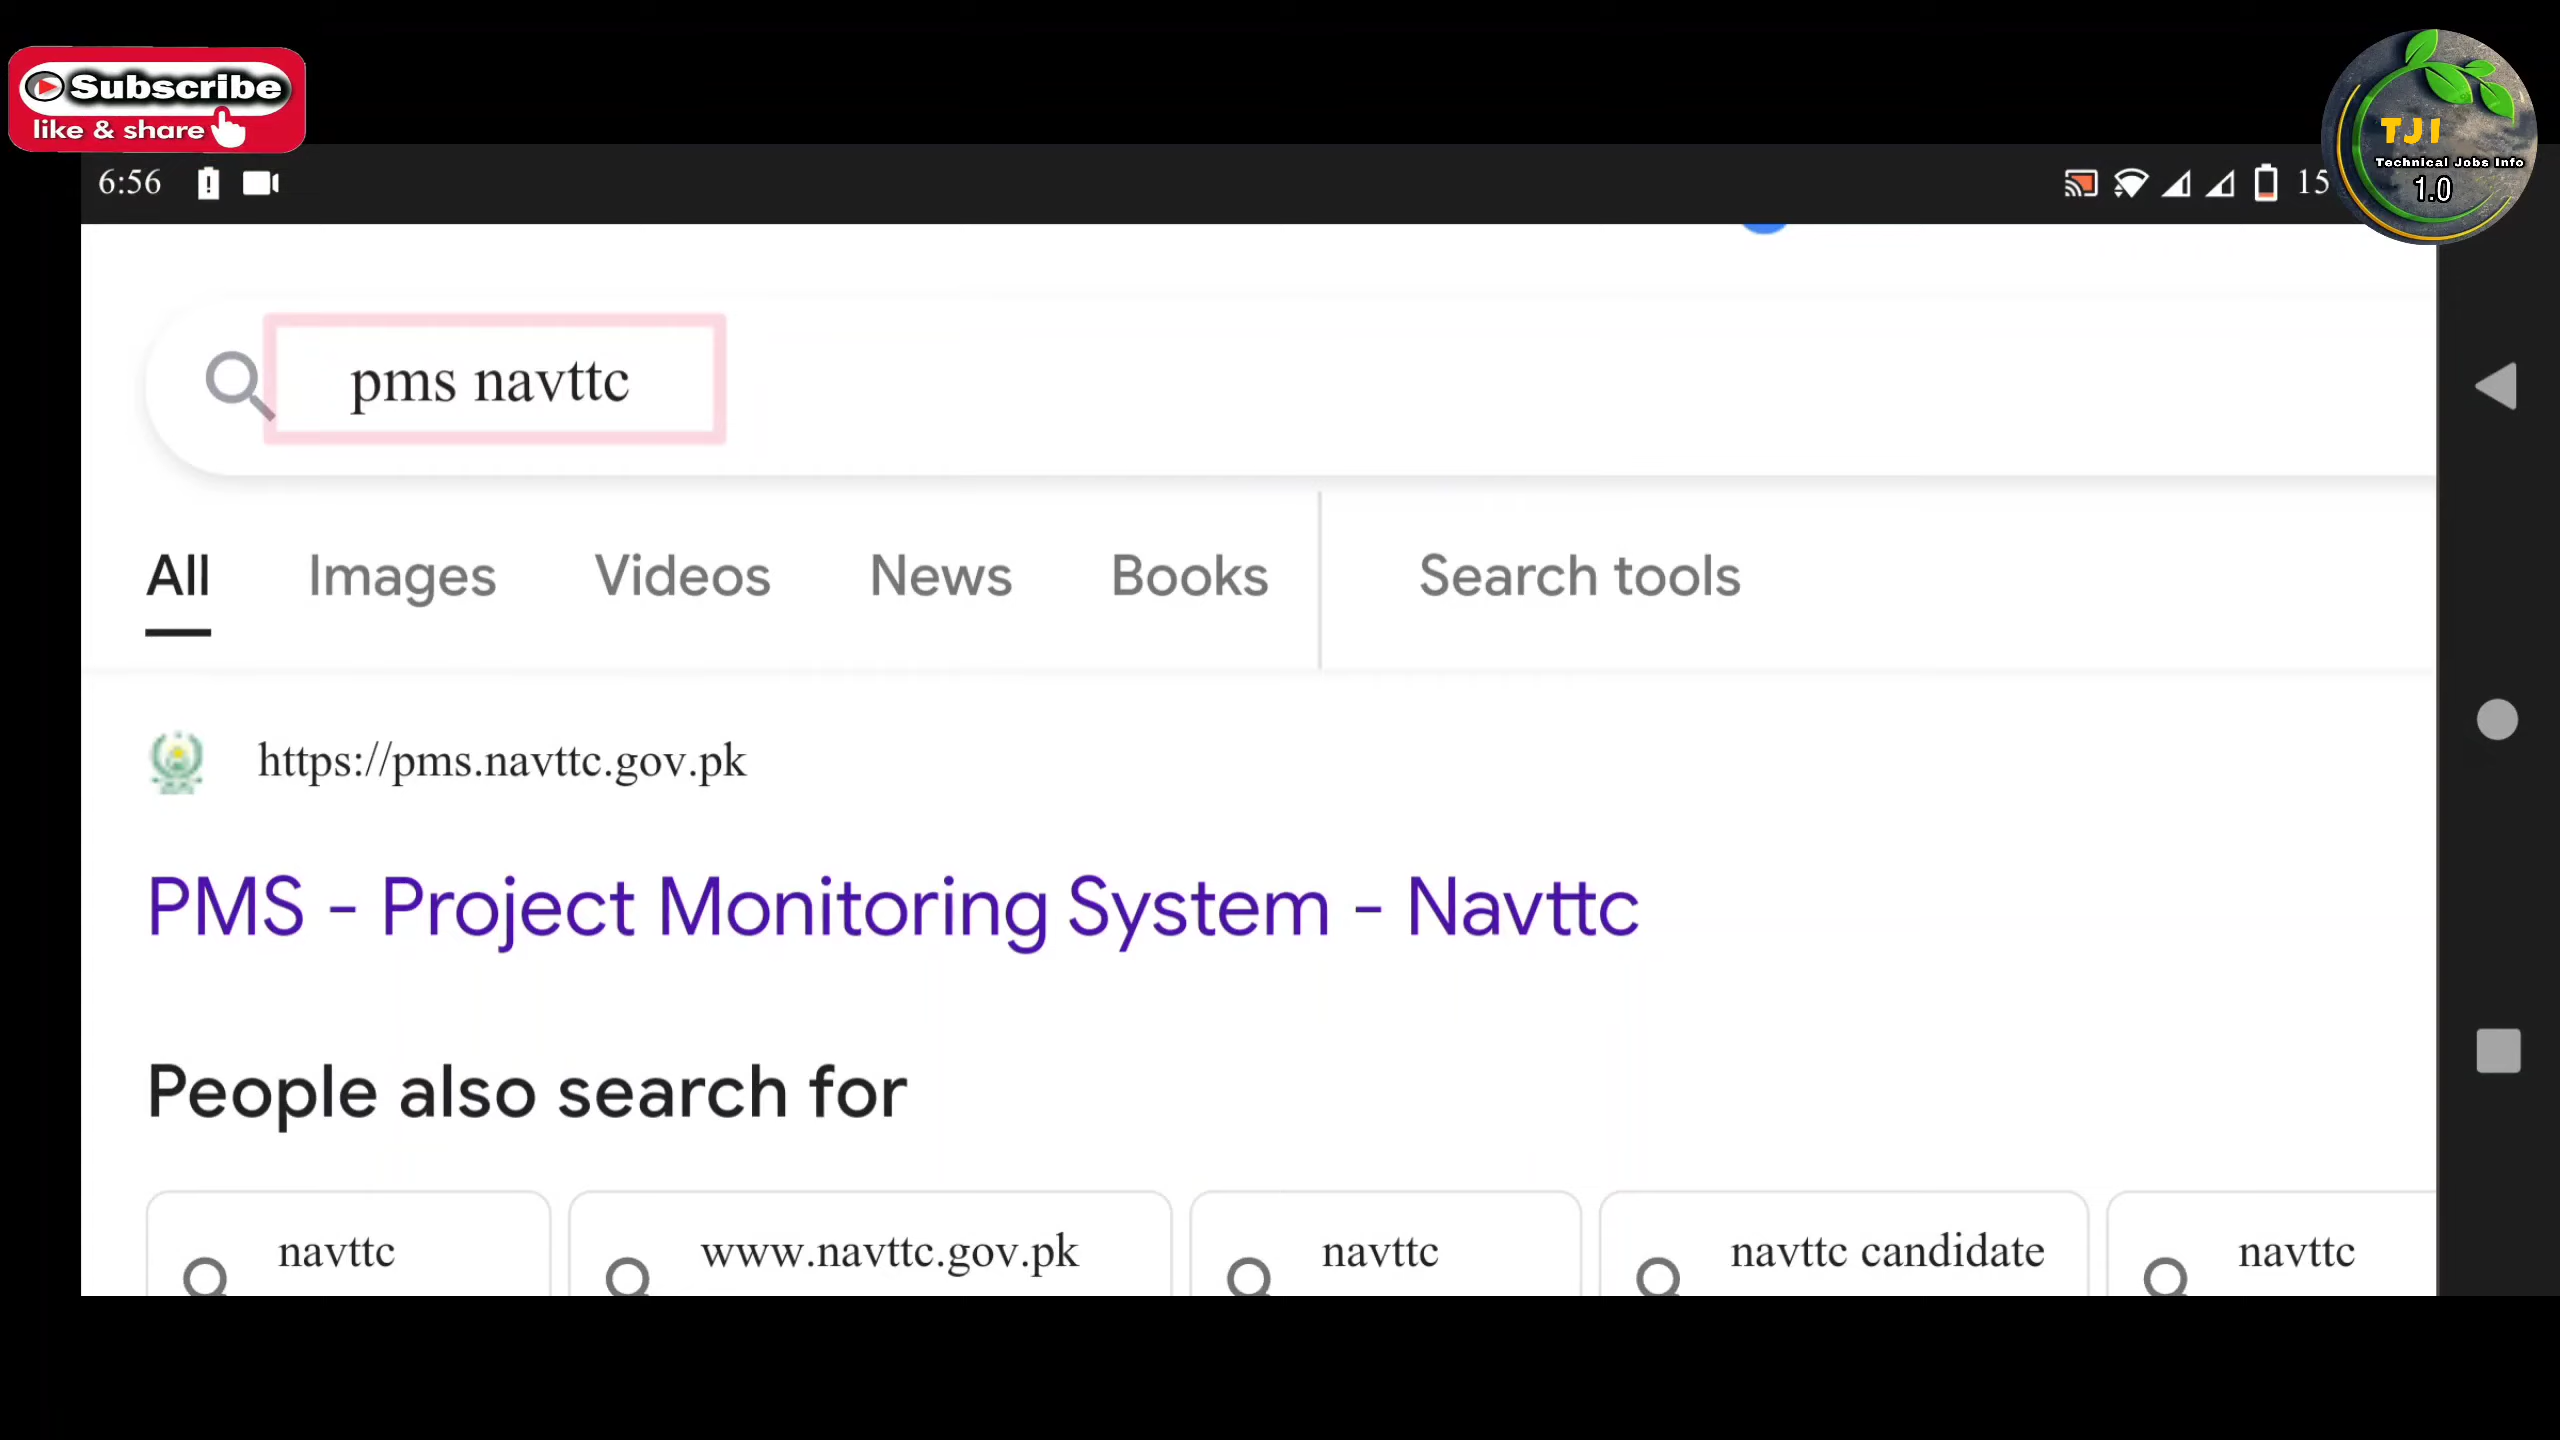 Subscribe
like & share
TJI
Technical Jobs Info
1.0
6:56
15
pms navttc
All Images Videos News Books Search tools
https://pms.navttc.gov.pk
PMS - Project Monitoring System - Navttc
People also search for
navttc www.navttc.gov.pk navttc navttc candidate navttc